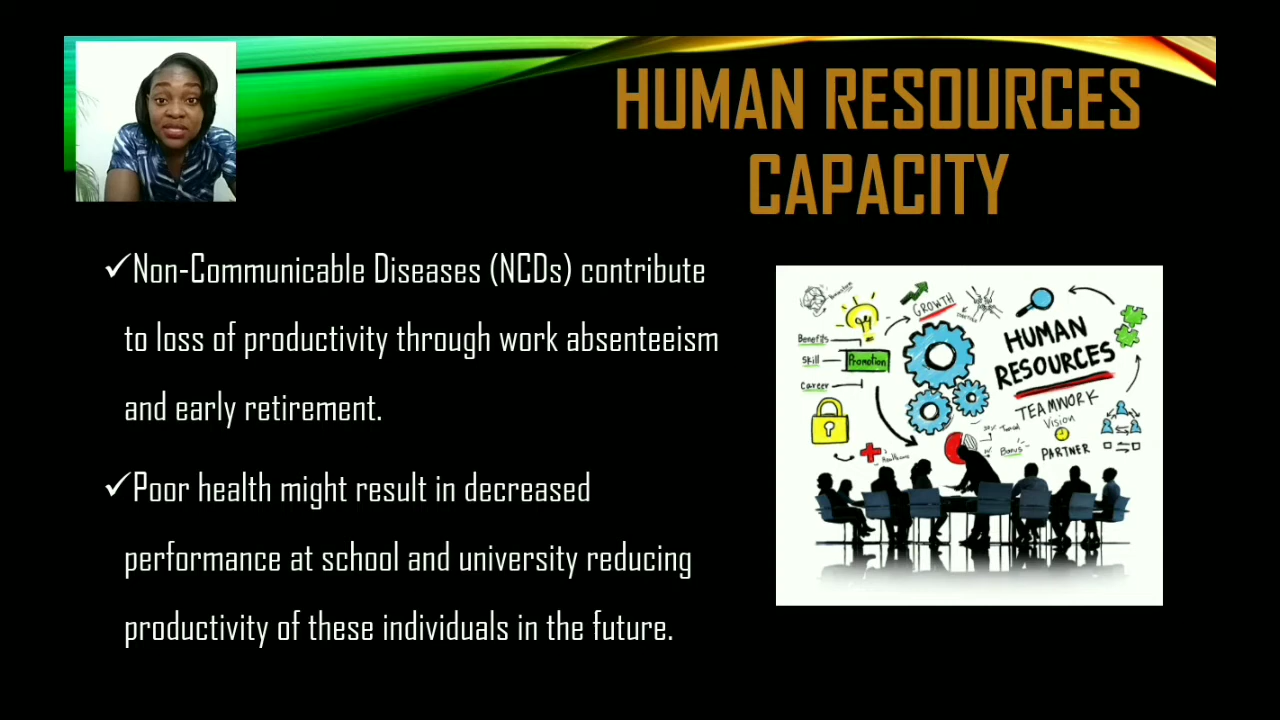 HUMAN RESOURCES
CAPACITY
✓Non-Communicable Diseases (NCDs) contribute
to loss of productivity through work absenteeism
and early retirement.
✓Poor health might result in decreased
performance at school and university reducing
productivity of these individuals in the future.
GROWTH
HUMAN
RESOURCES
Benefits
Skill
Promotion
Career
TEAMWORK
Vision
Bonus
PARTNER
Healthcare